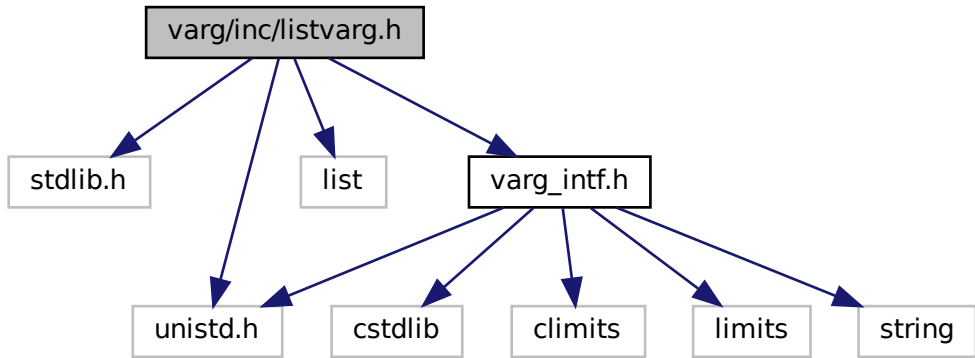 varg/inc/listvarg.h
stdlib.h
list
varg_intf.h
unistd.h
cstdlib
climits
limits
string